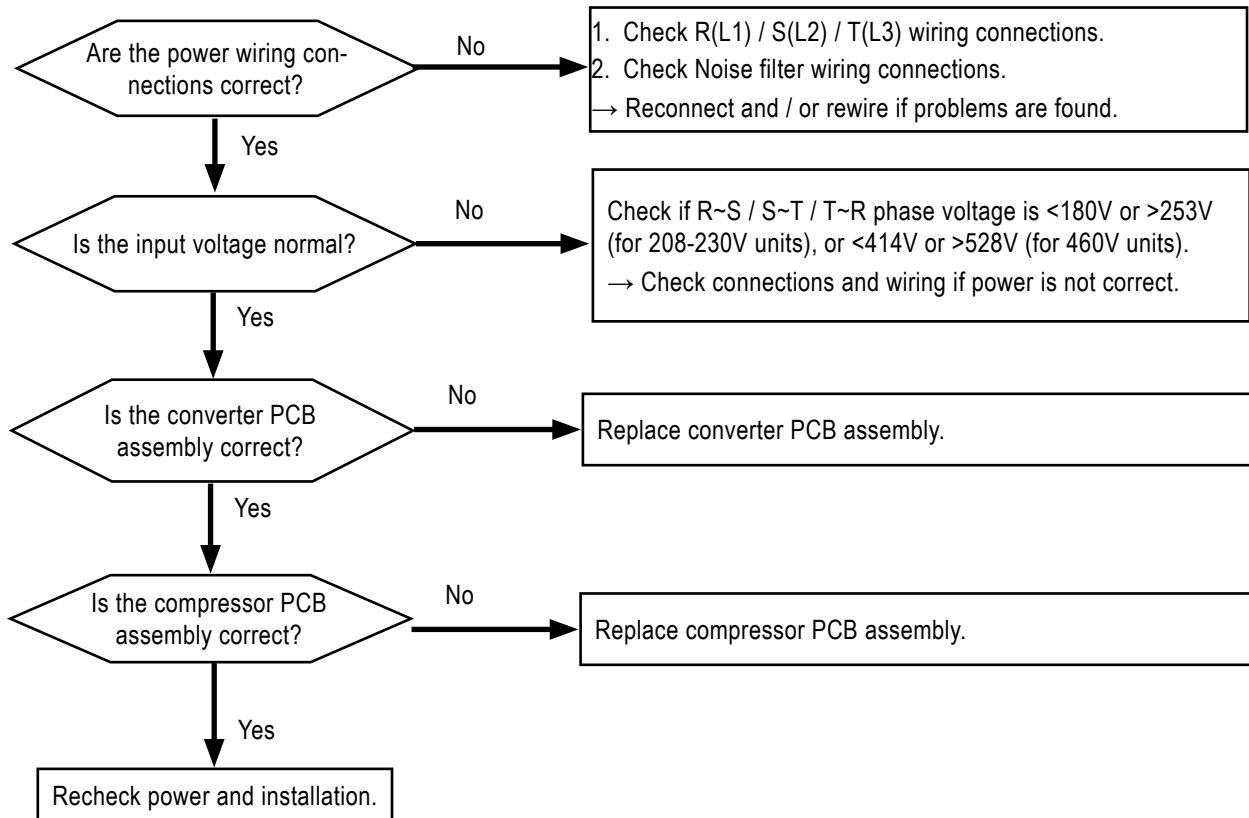 Are the power wiring con-
nections correct?
No
1. Check R(L1) / S(L2) / T(L3) wiring connections.
2. Check Noise filter wiring connections.
→ Reconnect and / or rewire if problems are found.
Yes
Is the input voltage normal?
No
Check if R~S / S~T / T~R phase voltage is <180V or >253V
(for 208-230V units), or <414V or >528V (for 460V units).
→ Check connections and wiring if power is not correct.
Yes
Is the converter PCB
assembly correct?
No
Replace converter PCB assembly.
Yes
Is the compressor PCB
assembly correct?
No
Replace compressor PCB assembly.
Yes
Recheck power and installation.